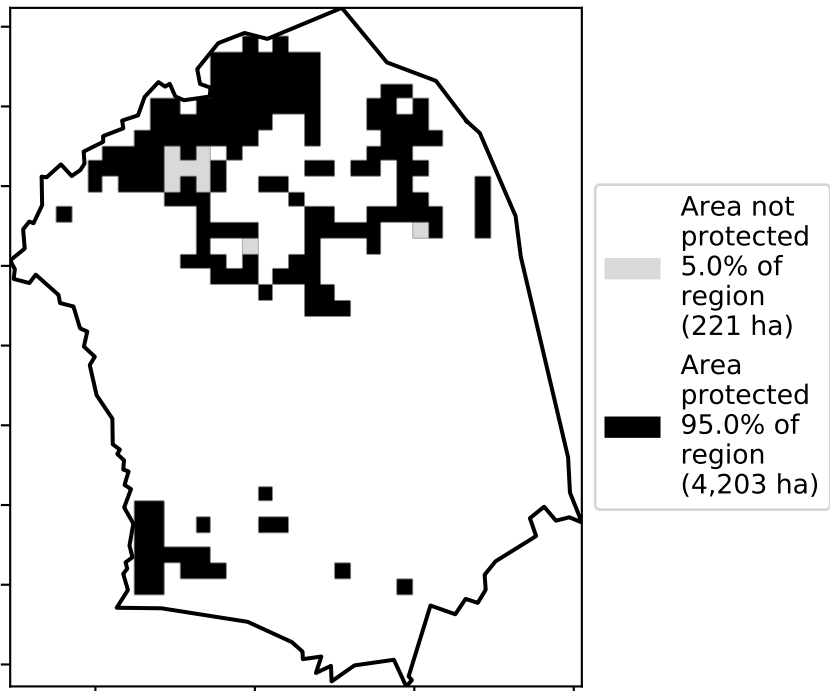 Area not
protected
5.0% of
region
(221 ha)
Area
protected
95.0% of
region
(4,203 ha)